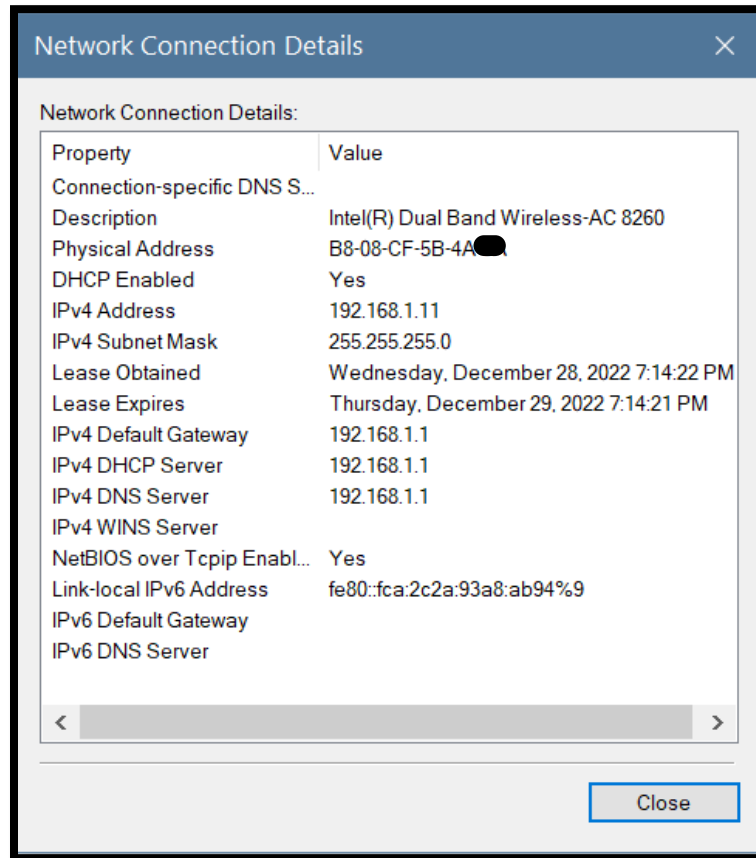 Network Connection Details
Network Connection Details:
Property Value
Connection-specific DNS S...
Description Intel(R) Dual Band Wireless-AC 8260
Physical Address B8-08-CF-5B-4A
DHCP Enabled Yes
IPv4 Address 192.168.1.11
IPv4 Subnet Mask 255.255.255.0
Lease Obtained Wednesday, December 28, 2022 7:14:22 PM
Lease Expires Thursday, December 29, 2022 7:14:21 PM
IPv4 Default Gateway 192.168.1.1
IPv4 DHCP Server 192.168.1.1
IPv4 DNS Server 192.168.1.1
IPv4 WINS Server
NetBIOS over Tcpip Enabl... Yes
Link-local IPv6 Address fe80::fca:2c2a:93a8:ab94%9
IPv6 Default Gateway
IPv6 DNS Server
Close